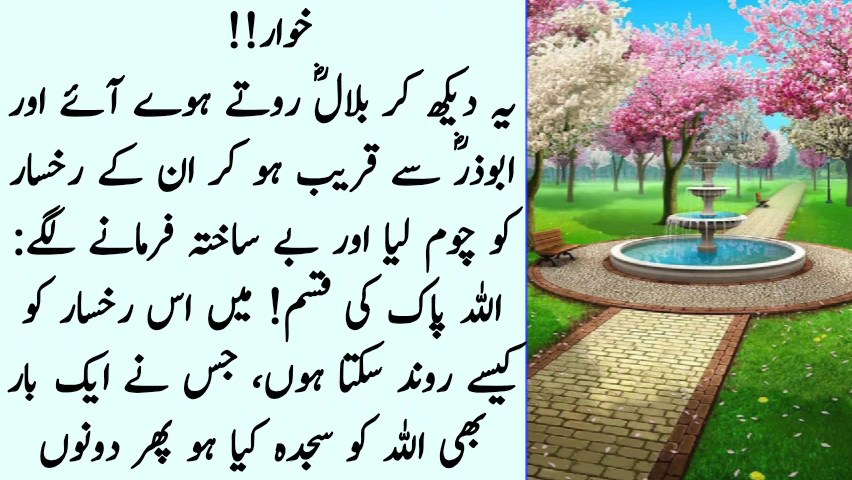 خوار!!
یہ دیکھ کر بلالؓ روتے ہوے آئے اور
ابوذرؓ سے قریب ہو کر ان کے رخسار
کو چوم لیا اور بے ساختہ فرمانے لگے:
اللہ پاک کی قسم! میں اس رخسار کو
کیسے روند سکتا ہوں، جس نے ایک بار
بھی اللہ کو سجدہ کیا ہو پھر دونوں